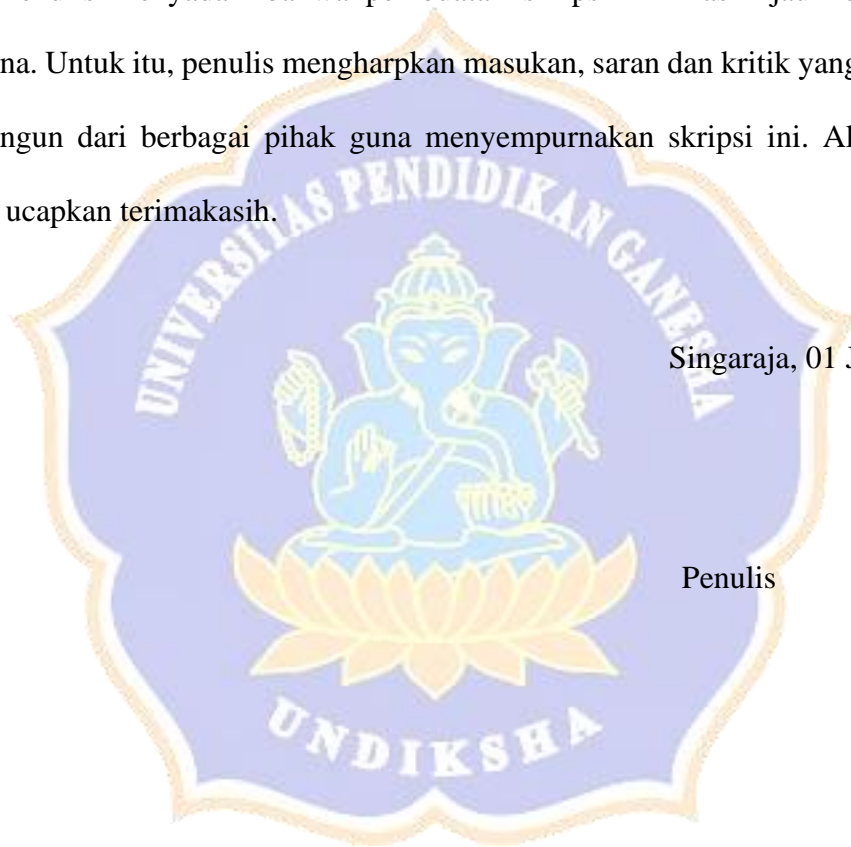 na. Untuk itu, penulis mengharpkan masukan, saran dan kritik yang
ngun dari berbagai pihak guna menyempurnakan skripsi ini.
ucapkan terimakasih.
UNIVERSITAS PENDIDIKAN GANESHA
Singaraja, 01 J
Penulis
UNDIKSHA